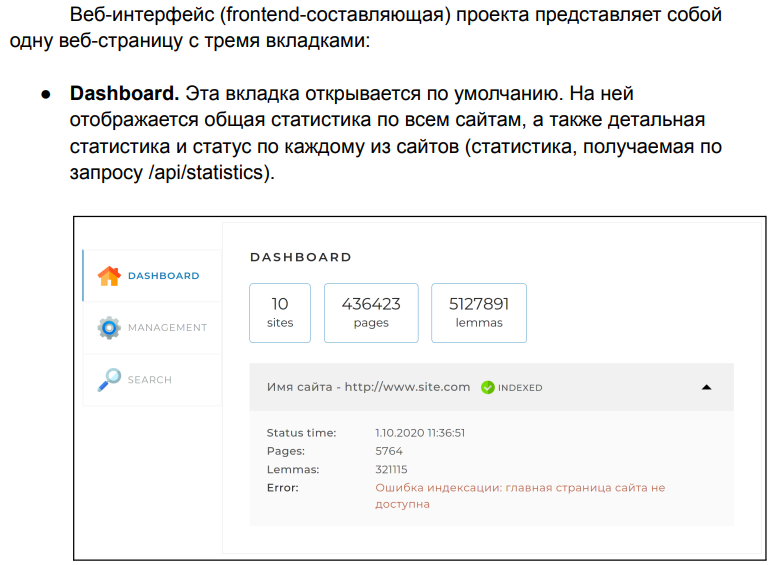 Веб-интерфейс (frontend-составляющая) проекта представляет собой
одну веб-страницу с тремя вкладками:
● Dashboard. Эта вкладка открывается по умолчанию. На ней
отображается общая статистика по всем сайтам, а также детальная
статистика и статус по каждому из сайтов (статистика, получаемая по
запросу /api/statistics).
DASHBOARD
MANAGEMENT
SEARCH
DASHBOARD
10 436423 5127891
sites pages lemmas
Имя сайта - http://www.site.com INDEXED
Status time: 1.10.2020 11:36:51
Pages: 5764
Lemmas: 321115
Error: Ошибка индексации: главная страница сайта не
доступна